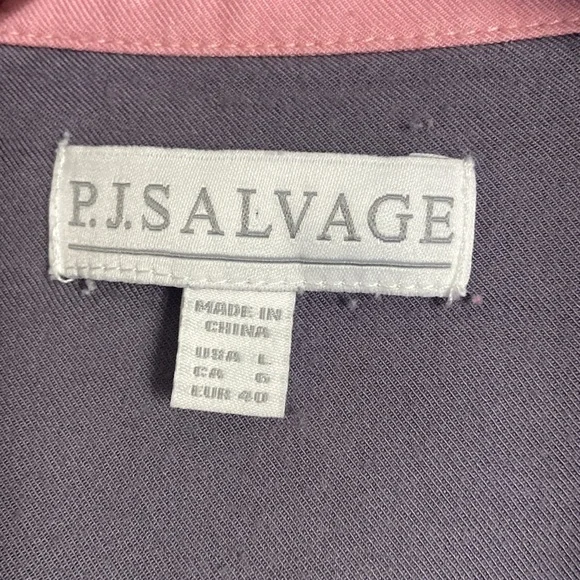 P.J.SALVAGE
MADE IN
CHINA
USA L
CA G
EUR 40